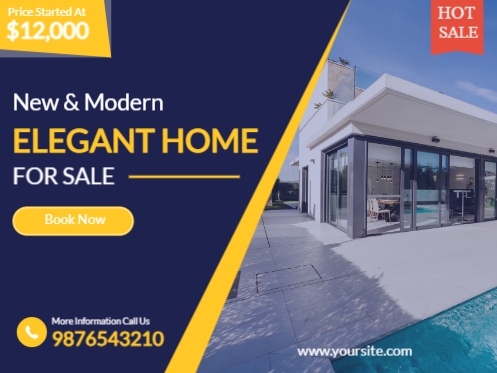 Price Started At
$12,000
HOT
SALE
New & Modern
ELEGANT HOME
FOR SALE
Book Now
More Information Call Us
9876543210
www.yoursite.com